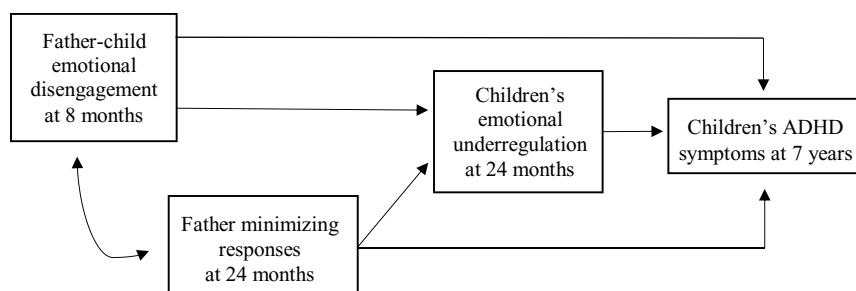 Father-child
emotional
disengagement
at 8 months
Children’s
emotional
underregulation
at 24 months
Children’s ADHD
symptoms at 7 years
Father minimizing
responses
at 24 months